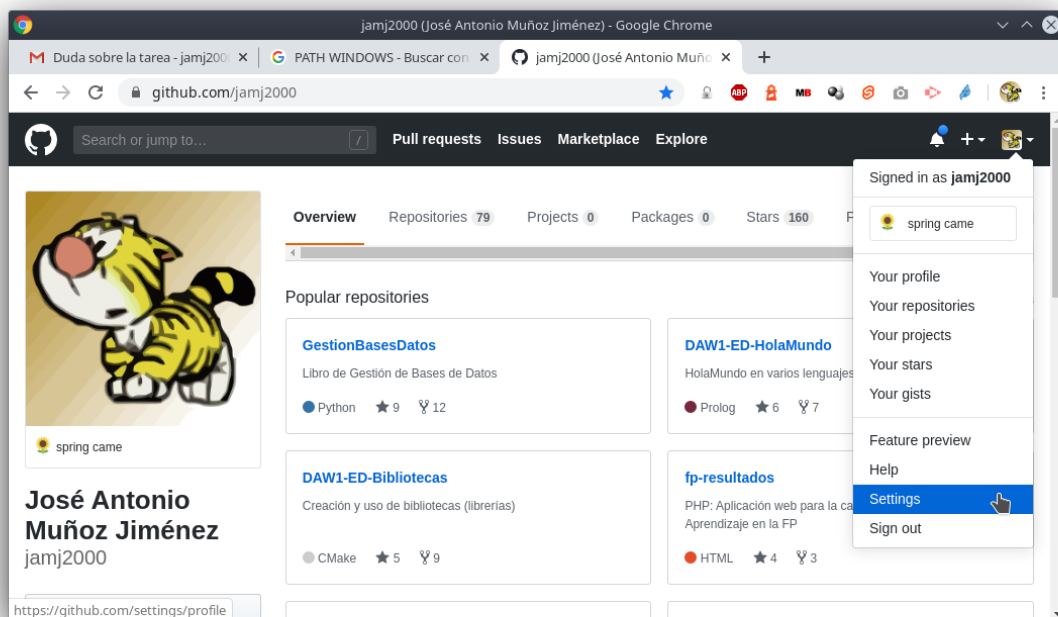 jamj2000 (José Antonio Muñoz Jiménez) - Google Chrome
Duda sobre la tarea - jamj200
PATH WINDOWS - Buscar con
jamj2000 (José Antonio Muño
github.com/jamj2000
ABP
MB
Search or jump to…
/
Pull requests Issues Marketplace Explore
Signed in as jamj2000
spring came
Your profile
Your repositories
Your projects
Your stars
Your gists
Feature preview
Help
Settings
Sign out
Overview Repositories 79 Projects 0 Packages 0 Stars 160 F
Popular repositories
GestionBasesDatos
Libro de Gestión de Bases de Datos
Python 9 12
DAW1-ED-HolaMundo
HolaMundo en varios lenguajes
Prolog 6 7
DAW1-ED-Bibliotecas
Creación y uso de bibliotecas (librerías)
CMake 5 9
fp-resultados
PHP: Aplicación web para la ca
Aprendizaje en la FP
HTML 4 3
spring came
José Antonio
Muñoz Jiménez
jamj2000
https://github.com/settings/profile